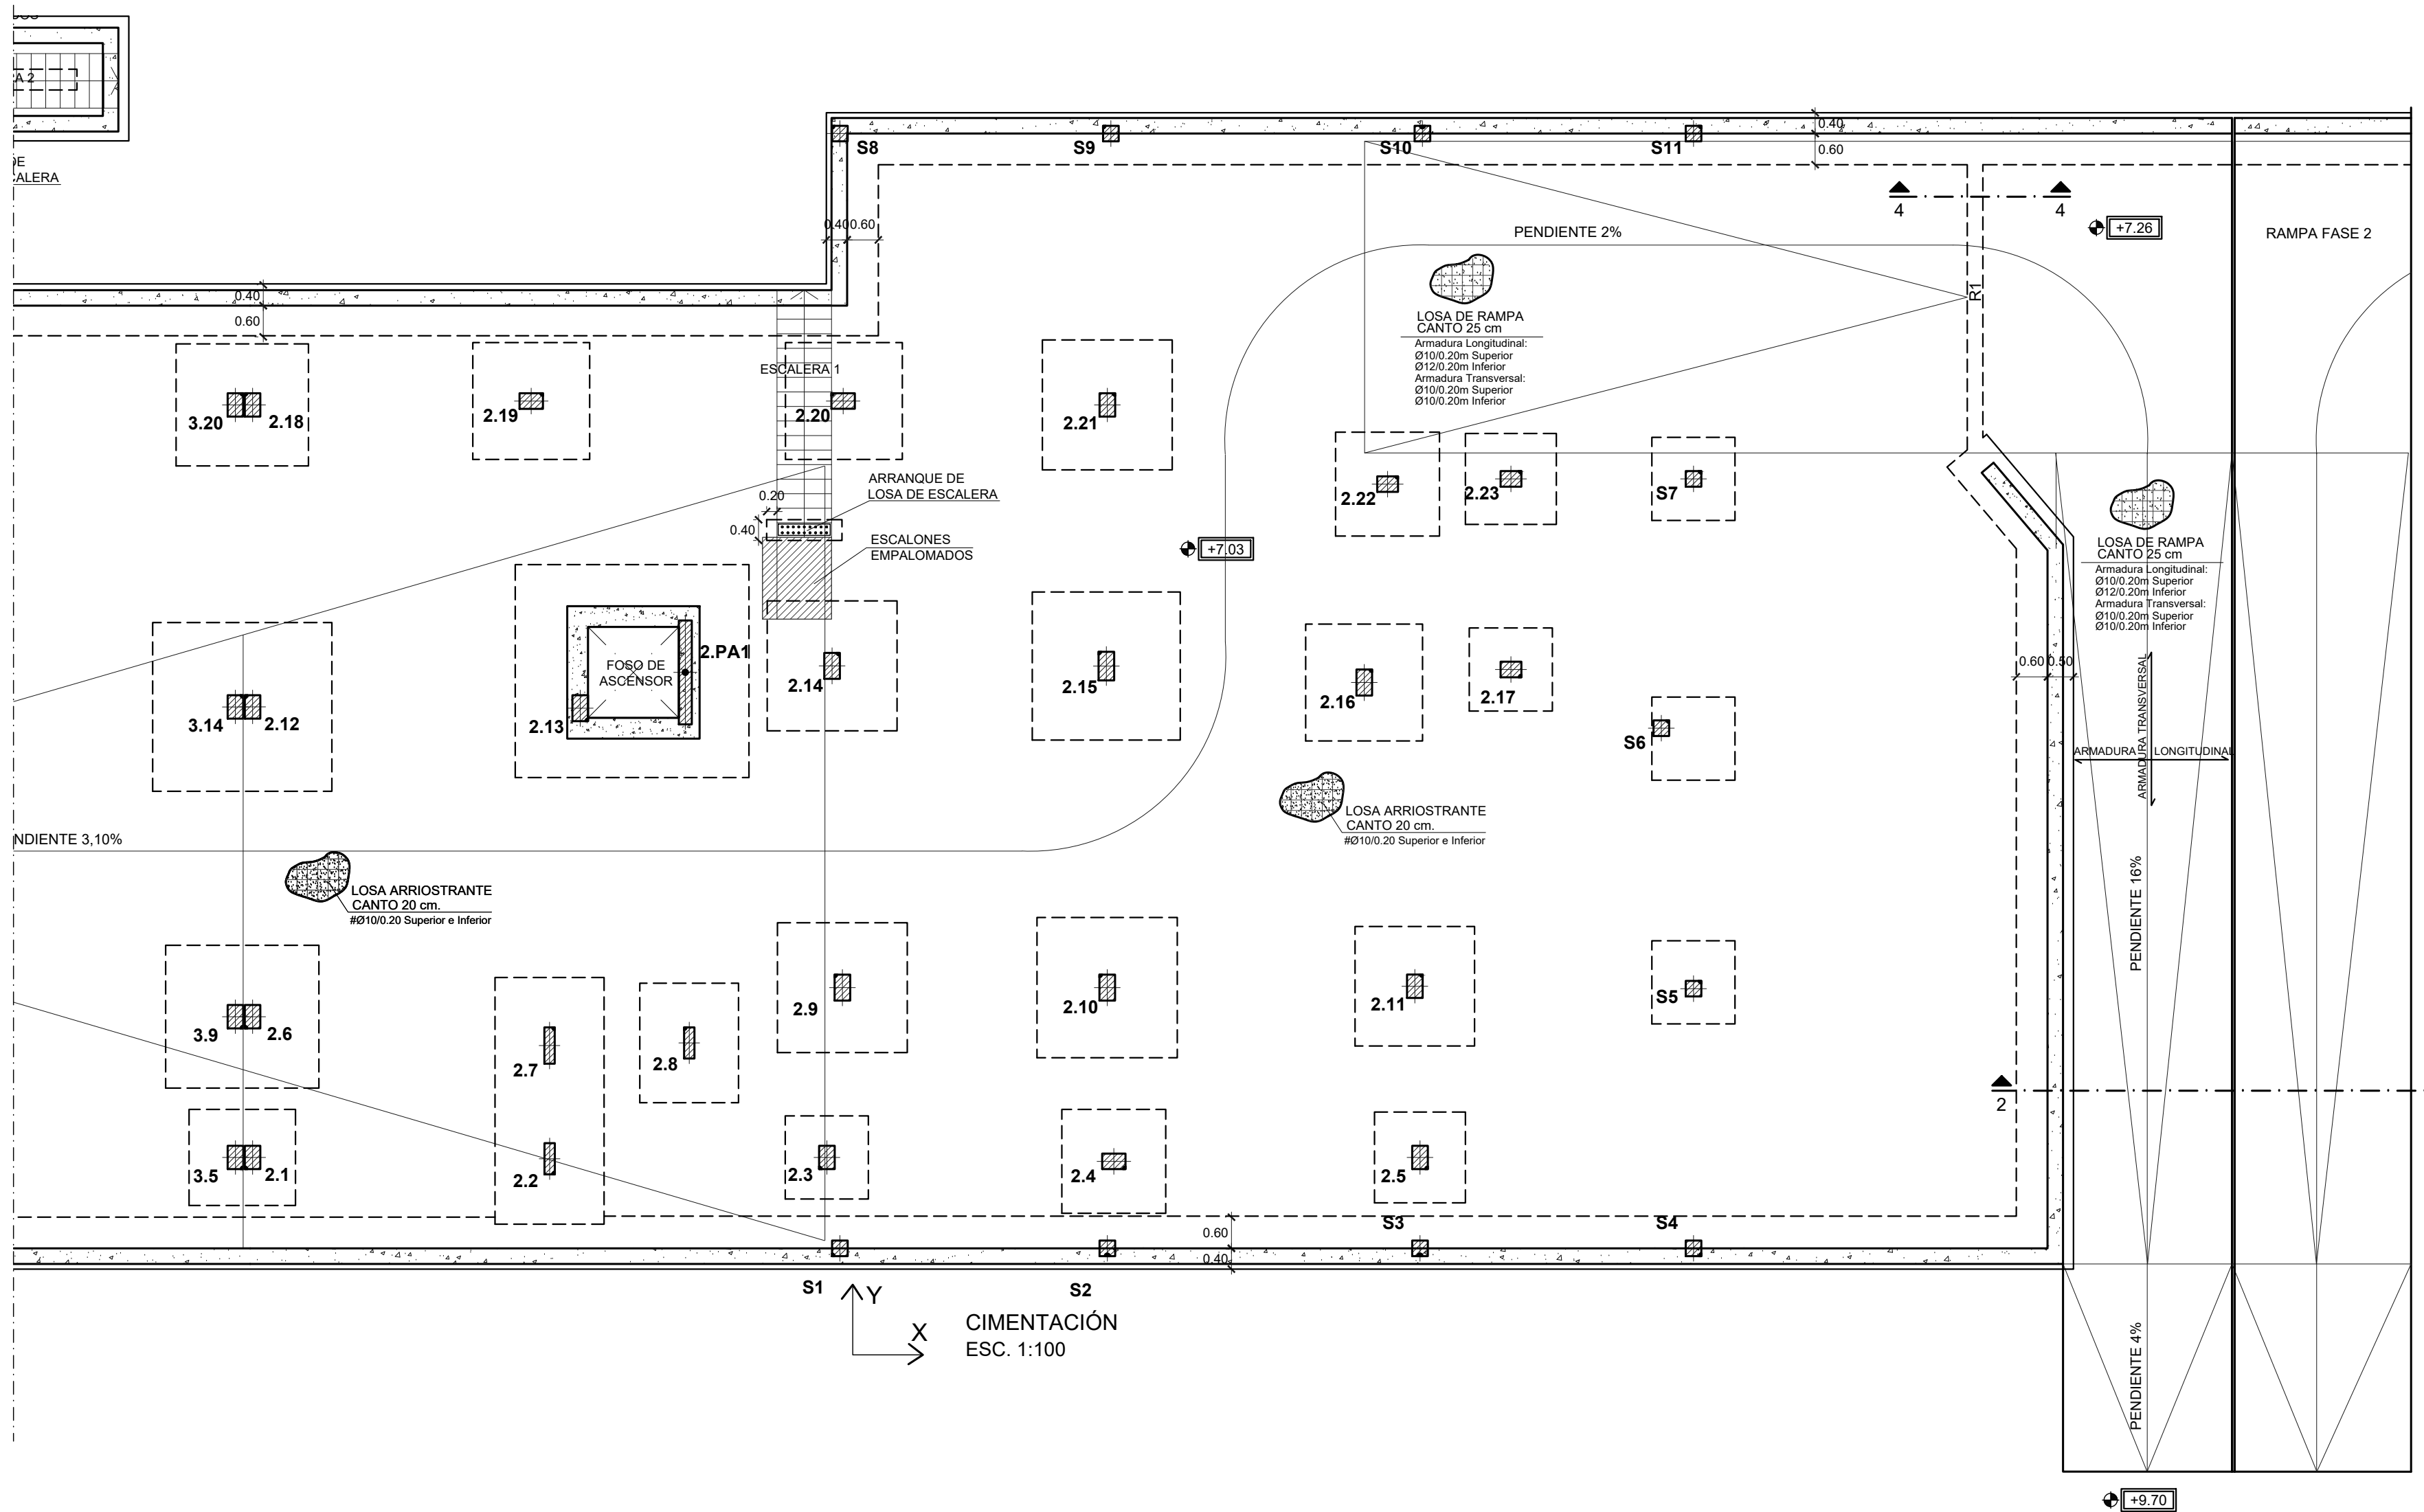 A 2
ALERA
S8
S9
S10
S11
0.40
0.60
4
4
+7.26
RAMPA FASE 2
0.40
0.60
PENDIENTE 2%
R1
0.40
0.60
LOSA DE RAMPA
CANTO 25 cm
Armadura Longitudinal:
Ø10/0.20m Superior
Ø12/0.20m Inferior
Armadura Transversal:
Ø10/0.20m Superior
Ø10/0.20m Inferior
ESCALERA 1
3.20
2.18
2.19
2.20
2.21
2.22
2.23
S7
ARRANQUE DE
LOSA DE ESCALERA
0.20
0.40
ESCALONES
EMPALOMADOS
+7.03
LOSA DE RAMPA
CANTO 25 cm
Armadura Longitudinal:
Ø10/0.20m Superior
Ø12/0.20m Inferior
Armadura Transversal:
Ø10/0.20m Superior
Ø10/0.20m Inferior
FOSO DE
ASCENSOR
2.PA1
0.60
0.50
3.14
2.12
2.13
2.14
2.15
2.16
2.17
S6
ARMADURA TRANSVERSAL
ARMADURA LONGITUDINAL
NDIENTE 3,10%
LOSA ARRIOSTRANTE
CANTO 20 cm.
#Ø10/0.20 Superior e Inferior
LOSA ARRIOSTRANTE
CANTO 20 cm.
#Ø10/0.20 Superior e Inferior
PENDIENTE 16%
3.9
2.6
2.7
2.8
2.9
2.10
2.11
S5
2
3.5
2.1
2.2
2.3
2.4
2.5
S3
S4
0.60
0.40
S1
S2
Y
X
CIMENTACIÓN
ESC. 1:100
PENDIENTE 4%
+9.70